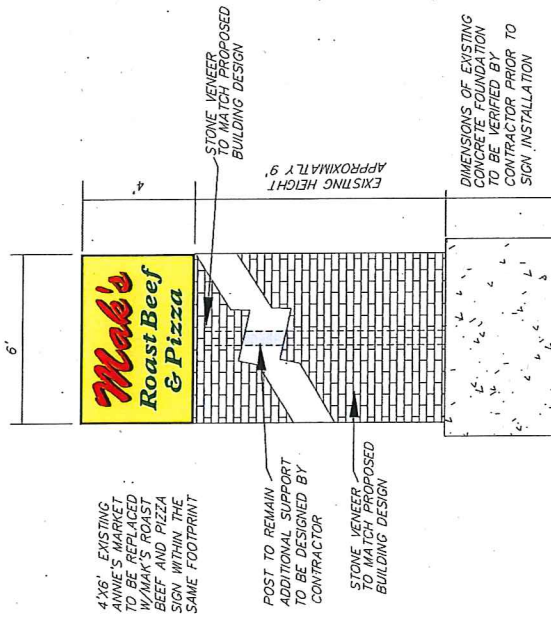 6'
4'X6' EXISTING
ANNIE'S MARKET
TO BE REPLACED :
W/MAK'S ROAST
BEEF AND PIZZA
SIGN WITHIN THE
SAME FOOTPRINT
Mak's
Roast Beef
& Pizza
4'
STONE VENEER
TO MATCH PROPOSED
BUILDING DESIGN
EXISTING HEIGHT
APPROXIMATLY 9'
POST TO REMAIN
ADDITIONAL SUPPORT
TO BE DESIGNED BY
CONTRACTOR
STONE VENEER
TO MATCH PROPOSED
BUILDING DESIGN
DIMENSIONS OF EXISTING
CONCRETE FOUNDATION
TO BE VERIFIED BY
CONTRACTOR PRIOR TO
SIGN INSTALLATION